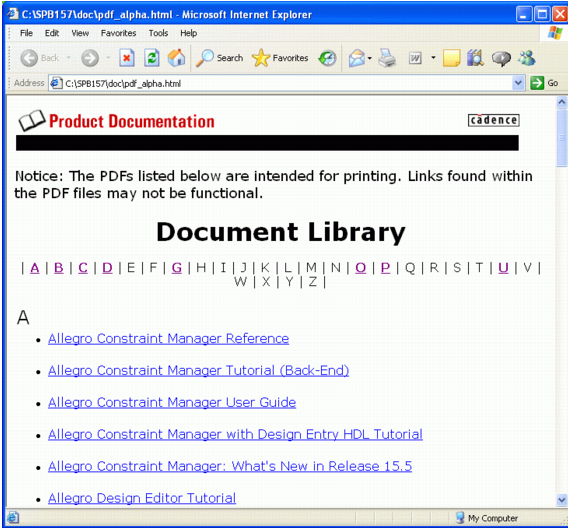 C:\SPB157\doc\pdf_alpha.html - Microsoft Internet Explorer
File Edit View Favorites Tools Help
Back Search Favorites
Address C:\SPB157\doc\pdf_alpha.html Go
Product Documentation cādence
Notice: The PDFs listed below are intended for printing. Links found within
the PDF files may not be functional.
Document Library
| A | B | C | D | E | F | G | H | I | J | K | L | M | N | O | P | Q | R | S | T | U | V |
W | X | Y | Z |
A
• Allegro Constraint Manager Reference
• Allegro Constraint Manager Tutorial (Back-End)
• Allegro Constraint Manager User Guide
• Allegro Constraint Manager with Design Entry HDL Tutorial
• Allegro Constraint Manager: What's New in Release 15.5
• Allegro Design Editor Tutorial
My Computer